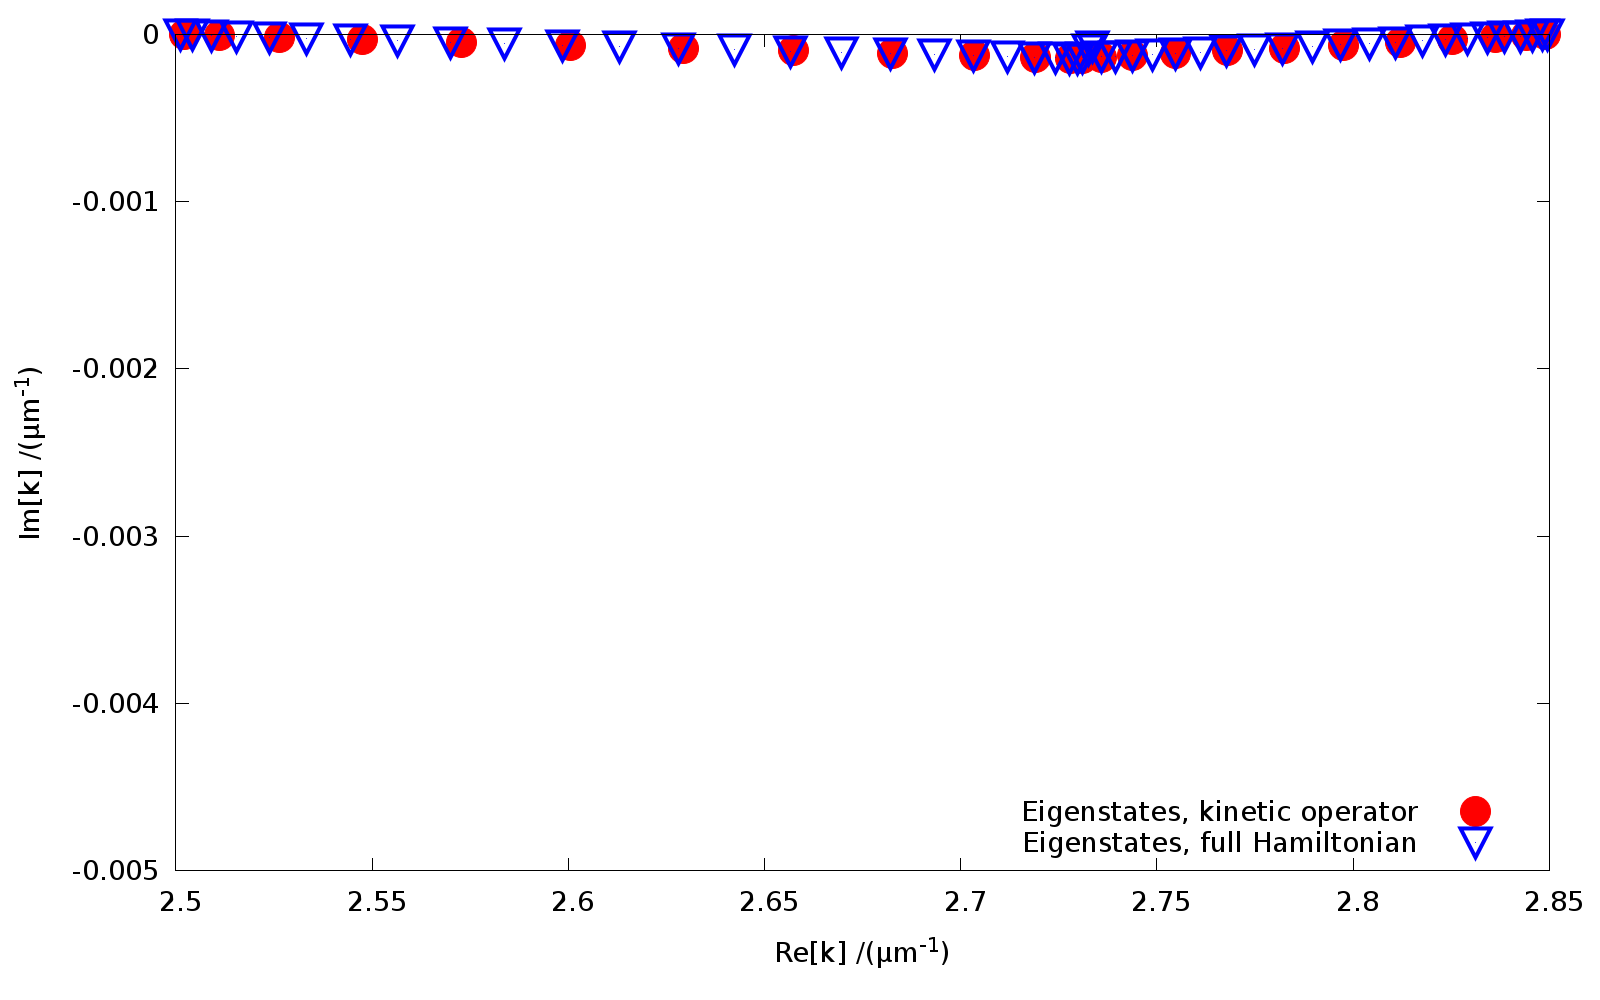 0
-0.001
-0.002
-0.003
-0.004
-0.005
Im[k] /(µm⁻¹)
Eigenstates, kinetic operator
Eigenstates, full Hamiltonian
2.5 2.55 2.6 2.65 2.7 2.75 2.8 2.85
Re[k] /(µm⁻¹)